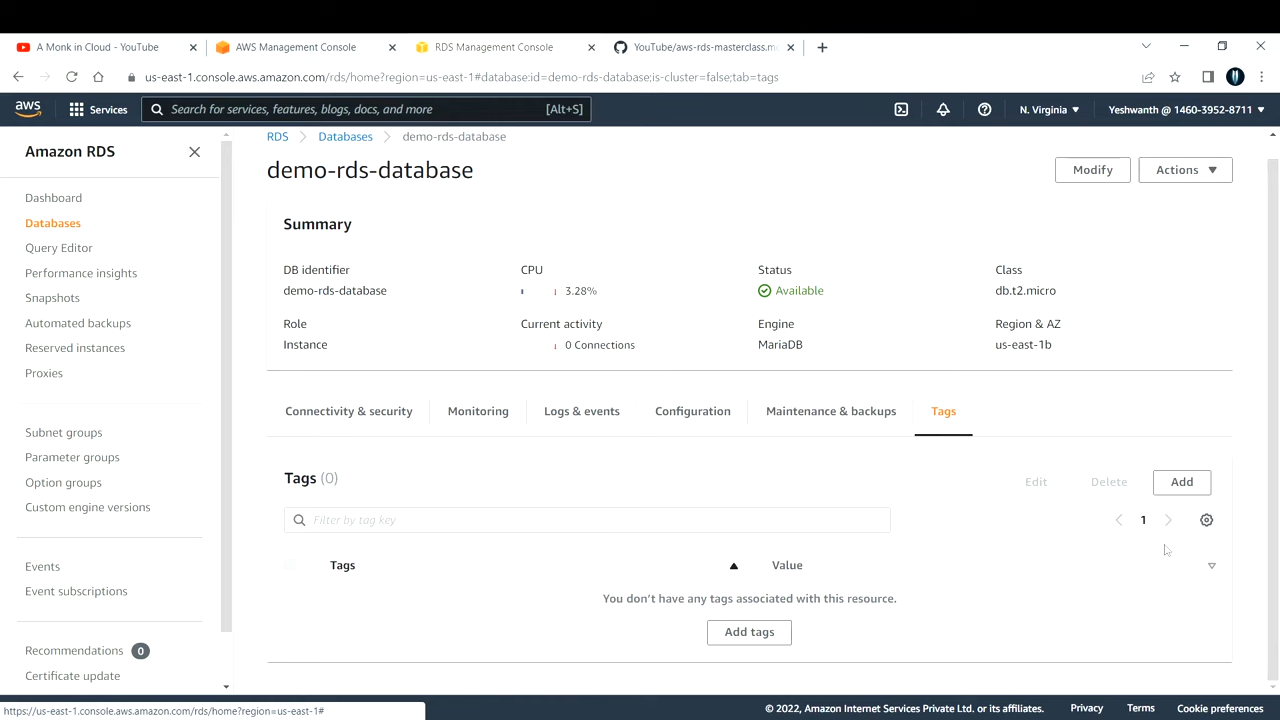 A Monk in Cloud - YouTube
AWS Management Console
RDS Management Console
YouTube/aws-rds-masterclass.m
us-east-1.console.aws.amazon.com/rds/home?region=us-east-1#database:id=demo-rds-database;is-cluster=false;tab=tags
aws
Services
Search for services, features, blogs, docs, and more
[Alt+S]
N. Virginia
Yeshwanth @ 1460-3952-8711
Amazon RDS
Dashboard
Databases
Query Editor
Performance insights
Snapshots
Automated backups
Reserved instances
Proxies
Subnet groups
Parameter groups
Option groups
Custom engine versions
Events
Event subscriptions
Recommendations 0
Certificate update
RDS
Databases
demo-rds-database
demo-rds-database
Modify
Actions
Summary
DB identifier
demo-rds-database
CPU
3.28%
Status
Available
Class
db.t2.micro
Role
Instance
Current activity
0 Connections
Engine
MariaDB
Region & AZ
us-east-1b
Connectivity & security
Monitoring
Logs & events
Configuration
Maintenance & backups
Tags
Tags (0)
Edit
Delete
Add
Filter by tag key
1
Tags
Value
You don't have any tags associated with this resource.
Add tags
https://us-east-1.console.aws.amazon.com/rds/home?region=us-east-1#
© 2022, Amazon Internet Services Private Ltd. or its affiliates.
Privacy
Terms
Cookie preferences